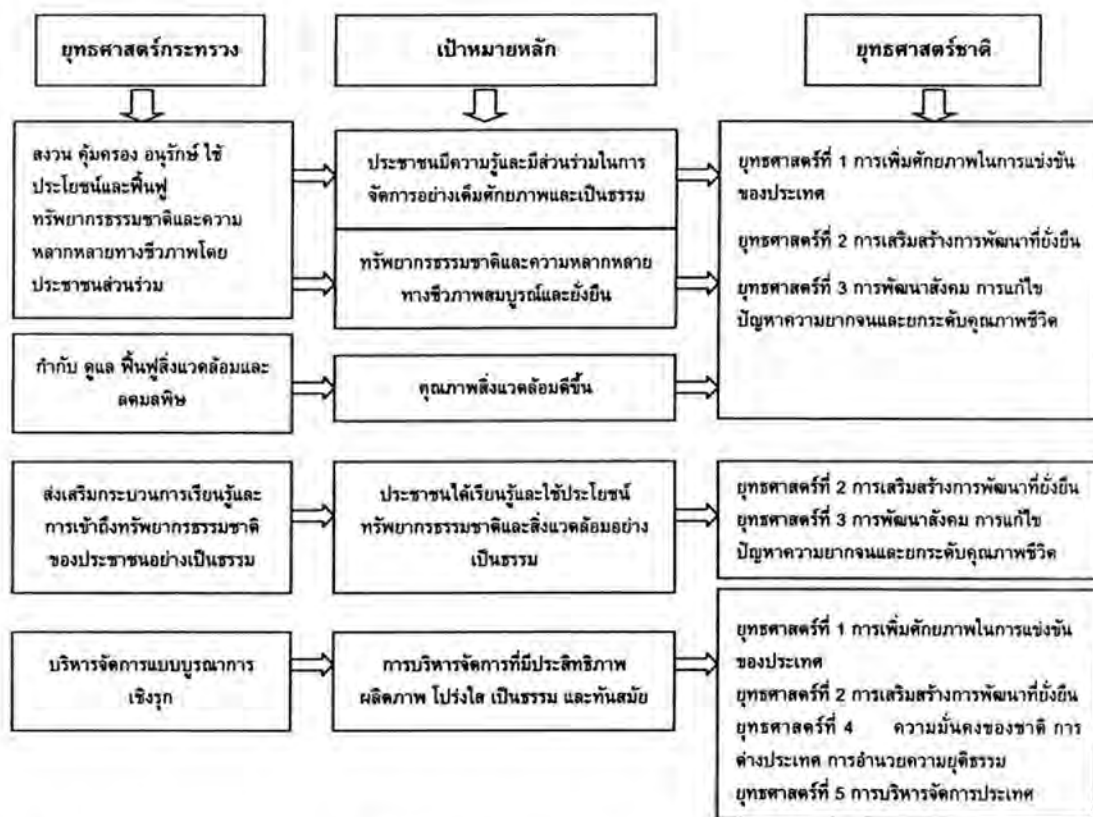 ยุทธศาสตร์กระทรวง
เป้าหมายหลัก
ยุทธศาสตร์ชาติ
สงวน คุ้มครอง อนุรักษ์ ใช้
ประโยชน์และฟื้นฟู
ทรัพยากรธรรมชาติและความ
หลากหลายทางชีวภาพโดย
ประชาชนส่วนร่วม
ประชาชนมีความรู้และมีส่วนร่วมในการ
จัดการอย่างเต็มศักยภาพและเป็นธรรม
ทรัพยากรธรรมชาติและความหลากหลาย
ทางชีวภาพสมบูรณ์และยั่งยืน
ยุทธศาสตร์ที่ 1 การเพิ่มศักยภาพในการแข่งขัน
ของประเทศ
ยุทธศาสตร์ที่ 2 การเสริมสร้างการพัฒนาที่ยั่งยืน
ยุทธศาสตร์ที่ 3 การพัฒนาสังคม การแก้ไข
ปัญหาความยากจนและยกระดับคุณภาพชีวิต
กำกับ ดูแล ฟื้นฟูสิ่งแวดล้อมและ
ลดมลพิษ
คุณภาพสิ่งแวดล้อมดีขึ้น
ส่งเสริมกระบวนการเรียนรู้และ
การเข้าถึงทรัพยากรธรรมชาติ
ของประชาชนอย่างเป็นธรรม
ประชาชนได้เรียนรู้และใช้ประโยชน์
ทรัพยากรธรรมชาติและสิ่งแวดล้อมอย่าง
เป็นธรรม
ยุทธศาสตร์ที่ 2 การเสริมสร้างการพัฒนาที่ยั่งยืน
ยุทธศาสตร์ที่ 3 การพัฒนาสังคม การแก้ไข
ปัญหาความยากจนและยกระดับคุณภาพชีวิต
บริหารจัดการแบบบูรณาการ
เชิงรุก
การบริหารจัดการที่มีประสิทธิภาพ
ผลิตภาพ โปร่งใส เป็นธรรม และทันสมัย
ยุทธศาสตร์ที่ 1 การเพิ่มศักยภาพในการแข่งขัน
ของประเทศ
ยุทธศาสตร์ที่ 2 การเสริมสร้างการพัฒนาที่ยั่งยืน
ยุทธศาสตร์ที่ 4 ความมั่นคงของชาติ การ
ต่างประเทศ การอำนวยความยุติธรรม
ยุทธศาสตร์ที่ 5 การบริหารจัดการประเทศ